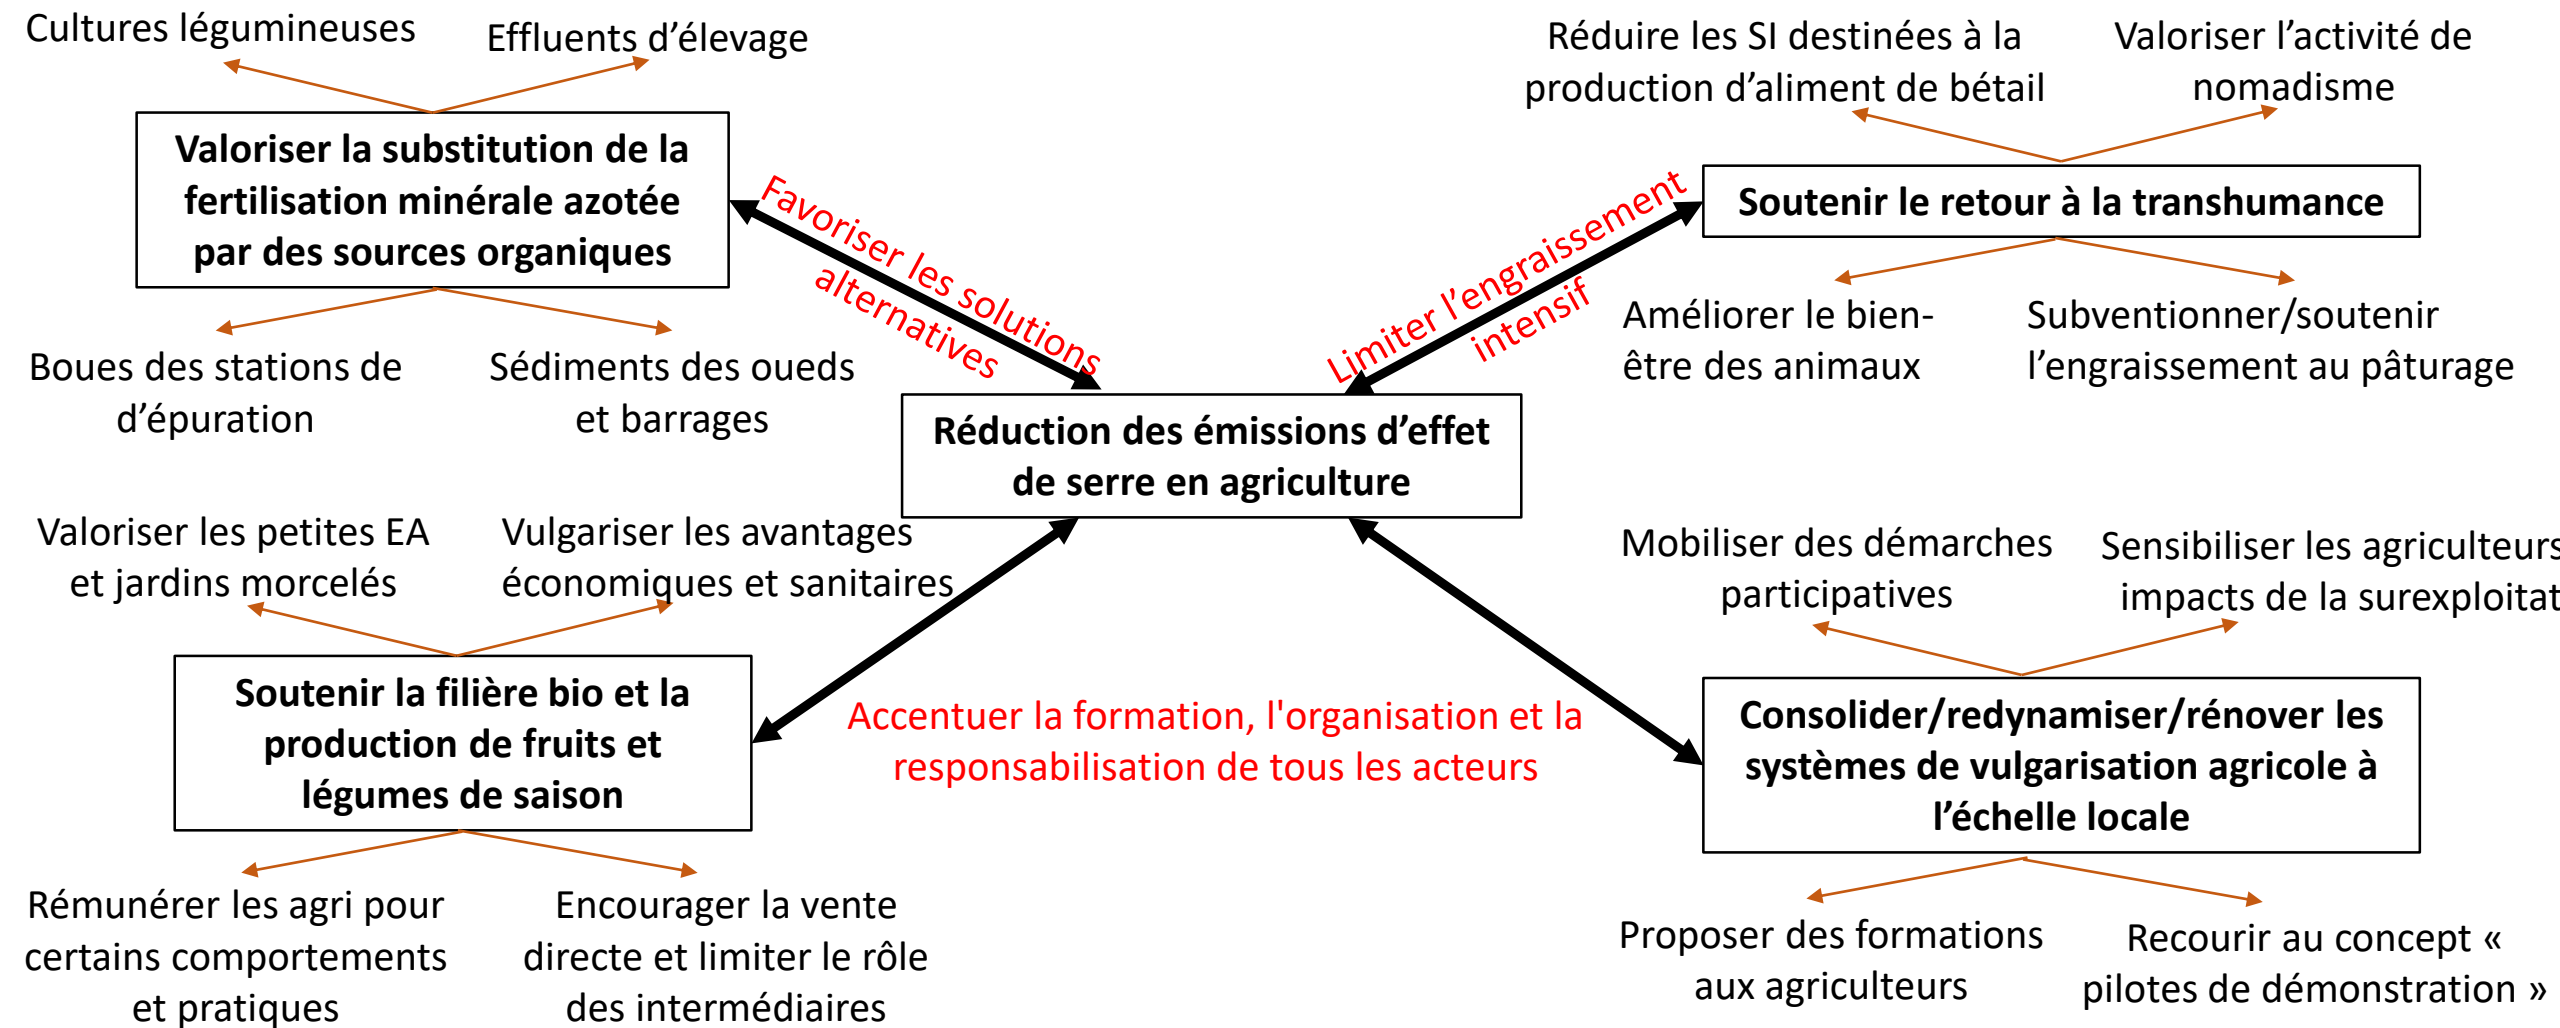 Cultures légumineuses
Effluents d’élevage
Valoriser la substitution de la
fertilisation minérale azotée
par des sources organiques
Boues des stations de
d’épuration
Sédiments des oueds
et barrages
Favoriser les solutions
alternatives
Réduire les SI destinées à la
production d’aliment de bétail
Valoriser l’activité de
nomadisme
Soutenir le retour à la transhumance
Améliorer le bien-
être des animaux
Subventionner/soutenir
l’engraissement au pâturage
Limiter l’engraissement
intensif
Réduction des émissions d’effet
de serre en agriculture
Valoriser les petites EA
et jardins morcelés
Vulgariser les avantages
économiques et sanitaires
Soutenir la filière bio et la
production de fruits et
légumes de saison
Rémunérer les agri pour
certains comportements
et pratiques
Encourager la vente
directe et limiter le rôle
des intermédiaires
Accentuer la formation, l'organisation et la
responsabilisation de tous les acteurs
Mobiliser des démarches
participatives
Sensibiliser les agriculteurs
impacts de la surexploitat
Consolider/redynamiser/rénover les
systèmes de vulgarisation agricole à
l’échelle locale
Proposer des formations
aux agriculteurs
Recourir au concept «
pilotes de démonstration »